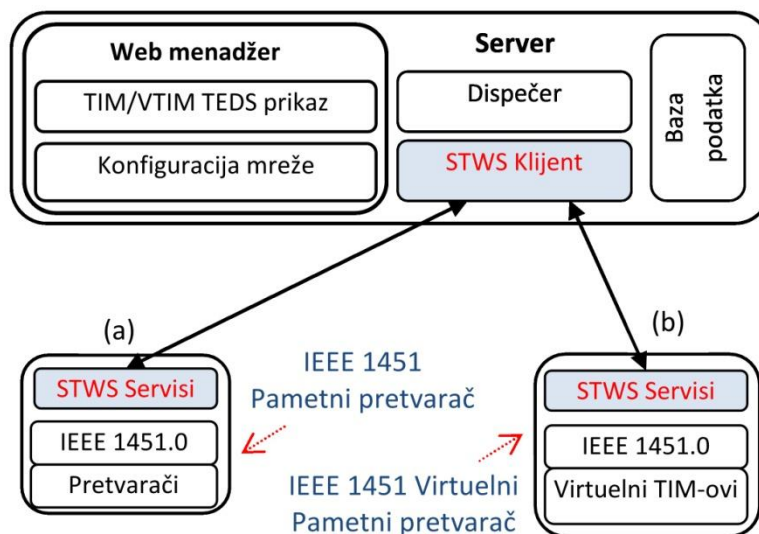 Web menadžer
TIM/VTIM TEDS prikaz
Konfiguracija mreže
Server
Dispečer
STWS Klijent
Baza
podatka
(a)
STWS Servisi
IEEE 1451.0
Pretvarači
IEEE 1451
Pametni pretvarač
IEEE 1451 Virtuelni
Pametni pretvarač
(b)
STWS Servisi
IEEE 1451.0
Virtuelni TIM-ovi